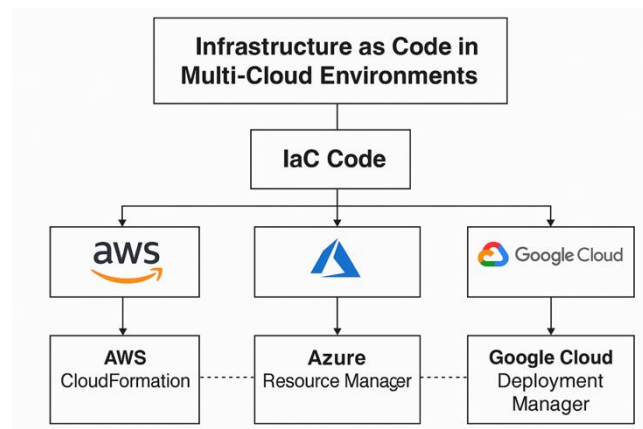 Infrastructure as Code in
Multi-Cloud Environments
IaC Code
aws
Google Cloud
AWS
CloudFormation
Azure
Resource Manager
Google Cloud
Deployment
Manager